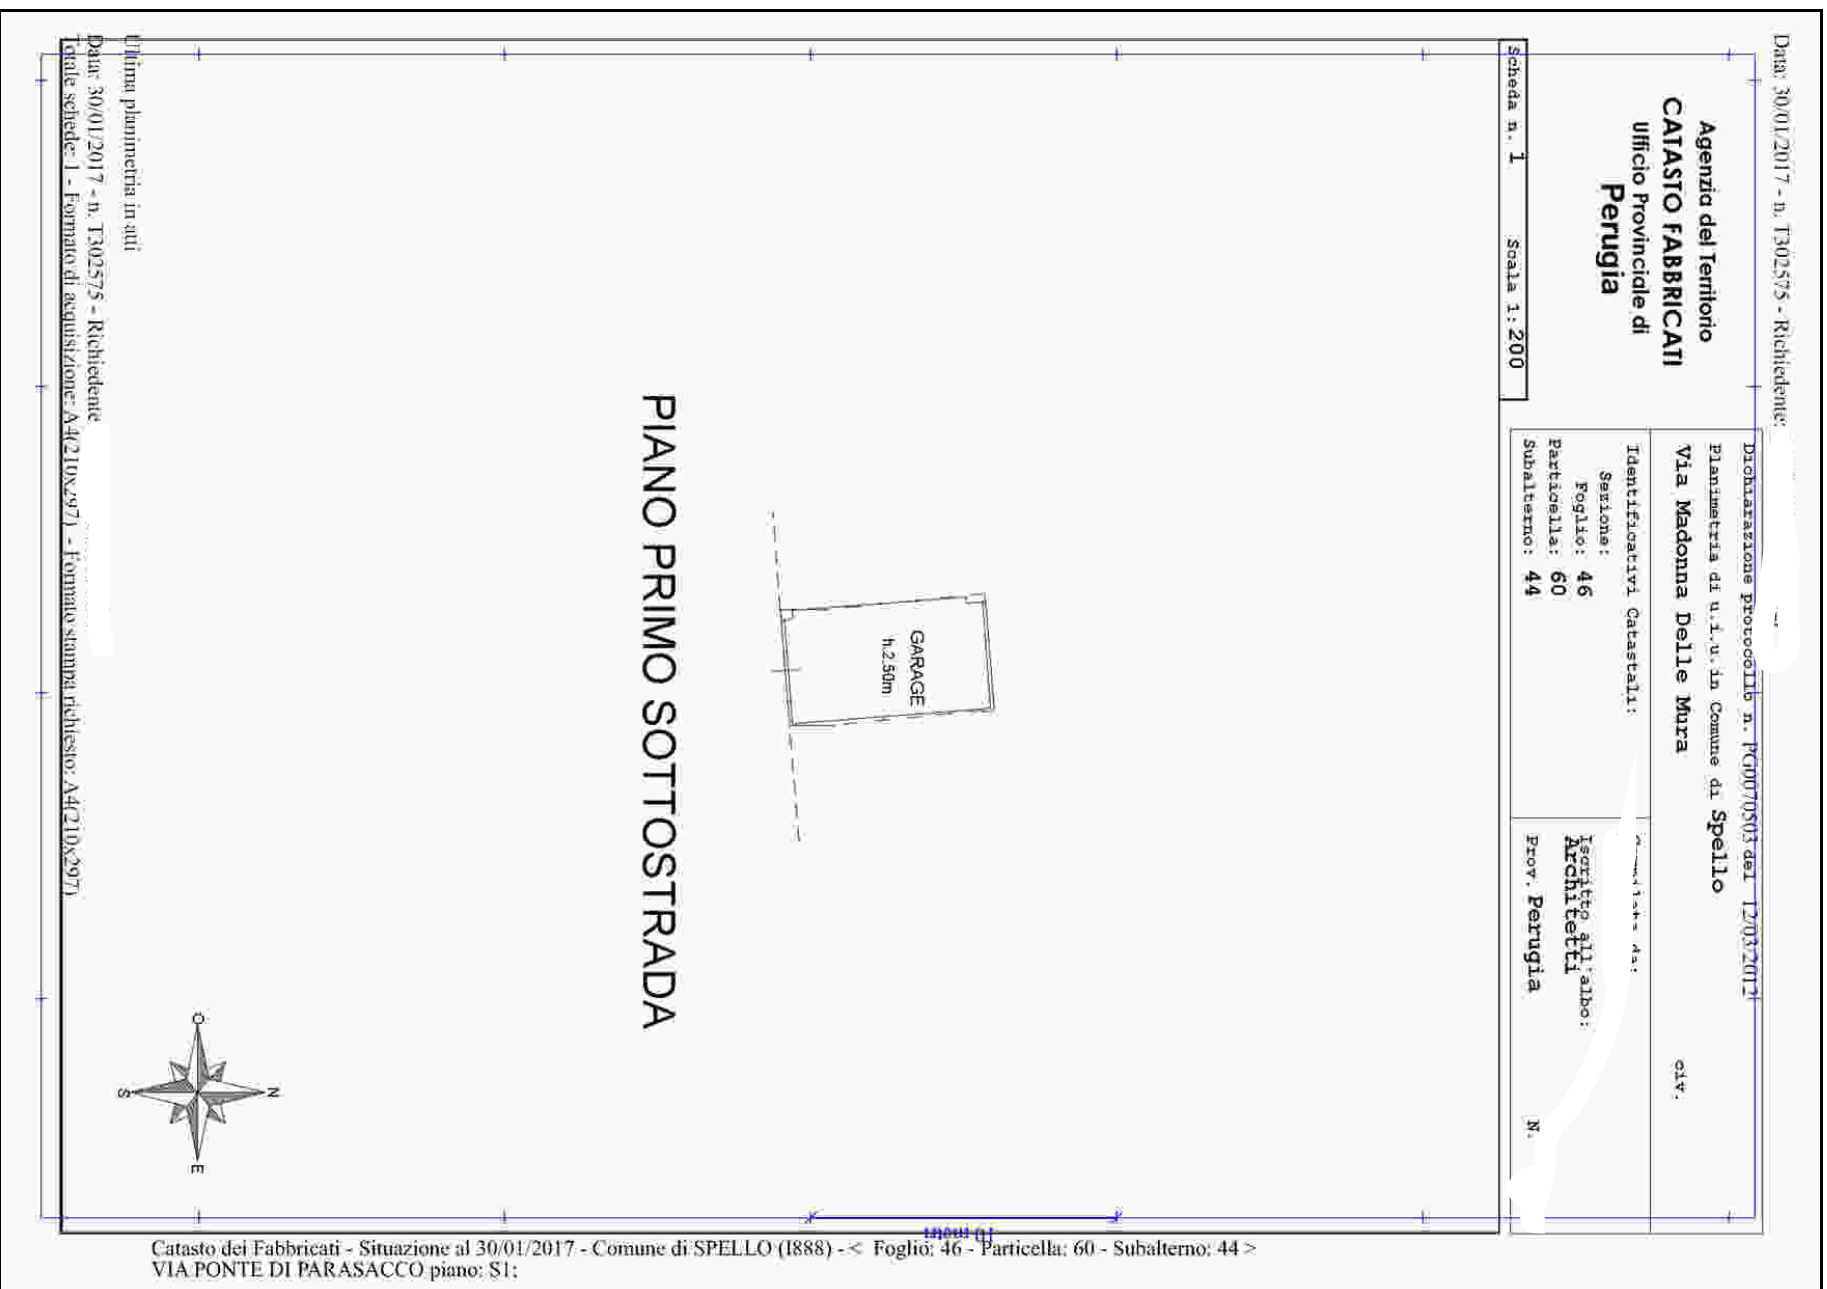 Data: 30/01/2017 - n. T302575 - Richiedente:
Agenzia del Territorio
CATASTO FABBRICATI
Ufficio Provinciale di
Perugia
Dichiarazione protocollo n. PG0070503 del 12/03/2012
Planimetria di u.i.u. in Comune di Spello
Via Madonna Delle Mura civ.
Identificativi Catastali:
Sezione:
Foglio: 46
Particella: 60
Subalterno: 44
Iscritto all'albo:
Architetti
Prov. Perugia N.
Scheda n. 1 Scala 1: 200
GARAGE
h.2.50m
PIANO PRIMO SOTTOSTRADA
O
N
S
E
10 metri
Ultima planimetria in atti
Data: 30/01/2017 - n. T302575 - Richiedente
Totale schede: 1 - Formato di acquisizione: A4(210x297) - Formato stampa richiesto: A4(210x297)
Catasto dei Fabbricati - Situazione al 30/01/2017 - Comune di SPELLO (I888) - < Foglio: 46 - Particella: 60 - Subalterno: 44 >
VIA PONTE DI PARASACCO piano: S1;